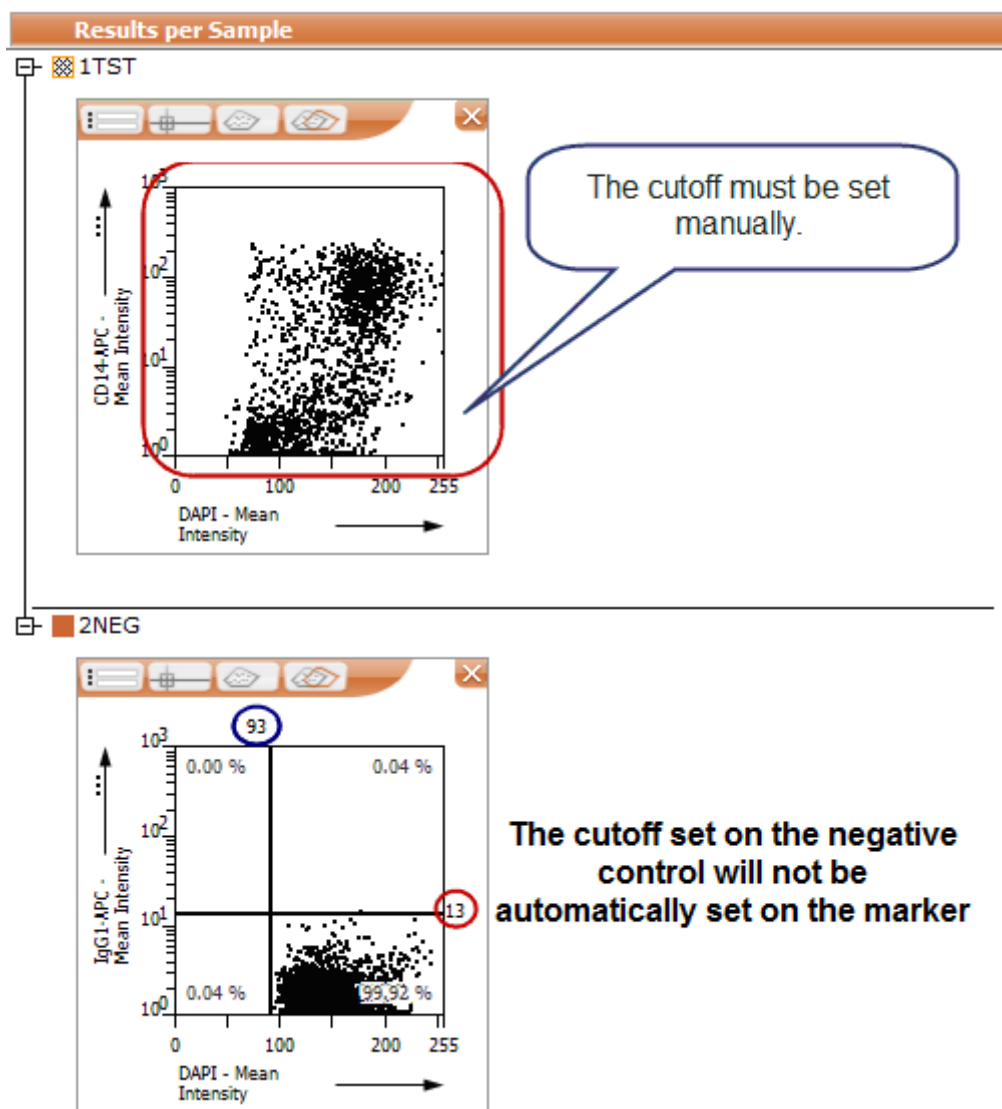 Results per Sample
1TST
The cutoff must be set
manually.
10³
10²
10¹
10⁰
CD14-APC -
Mean Intensity
0 100 200 255
DAPI - Mean
Intensity
2NEG
93
10³
0.00 % 0.04 %
10²
The cutoff set on the negative
control will not be
automatically set on the marker
13
10¹
0.04 % 99.92 %
10⁰
IgG1-APC -
Mean Intensity
0 100 200 255
DAPI - Mean
Intensity